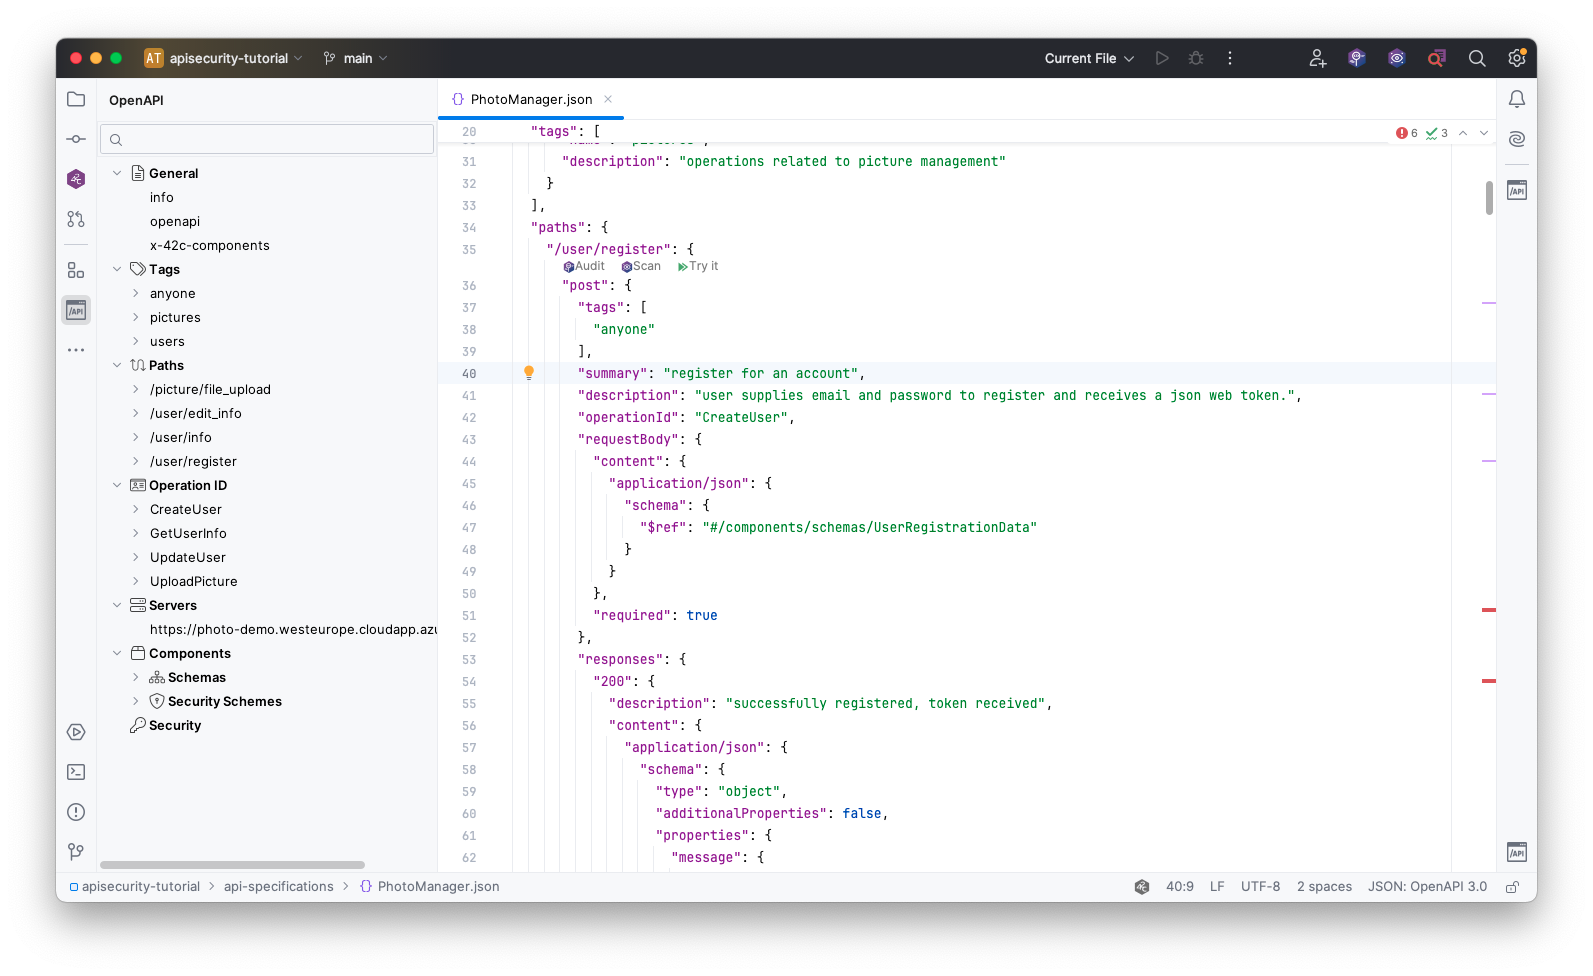 AT apisecurity-tutorial main Current File
OpenAPI
PhotoManager.json
General
info
openapi
x-42c-components
Tags
anyone
pictures
users
Paths
/picture/file_upload
/user/edit_info
/user/info
/user/register
Operation ID
CreateUser
GetUserInfo
UpdateUser
UploadPicture
Servers
https://photo-demo.westeurope.cloudapp.azu
Components
Schemas
Security Schemes
Security
20 "tags": [
6 3
31 "description": "operations related to picture management"
32 }
33 ],
34 "paths": {
35 "/user/register": {
Audit Scan Try it
36 "post": {
37 "tags": [
38 "anyone"
39 ],
40 "summary": "register for an account",
41 "description": "user supplies email and password to register and receives a json web token.",
42 "operationId": "CreateUser",
43 "requestBody": {
44 "content": {
45 "application/json": {
46 "schema": {
47 "$ref": "#/components/schemas/UserRegistrationData"
48 }
49 }
50 },
51 "required": true
52 },
53 "responses": {
54 "200": {
55 "description": "successfully registered, token received",
56 "content": {
57 "application/json": {
58 "schema": {
59 "type": "object",
60 "additionalProperties": false,
61 "properties": {
62 "message": {
/API
/API
/API
apisecurity-tutorial > api-specifications > {} PhotoManager.json
40:9 LF UTF-8 2 spaces JSON: OpenAPI 3.0